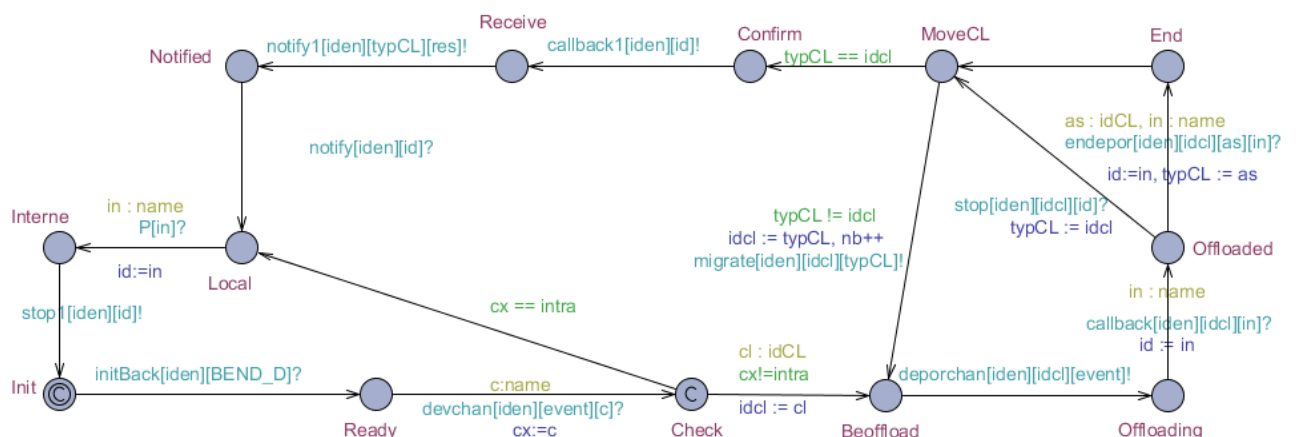 Receive
Confirm
MoveCL
End
Notified
notify1[iden][typCL][res]!
callback1[iden][id]!
typCL == idcl
as : idCL, in : name
endepor[iden][idcl][as][in]?
id:=in, typCL := as
notify[iden][id]?
stop[iden][idcl][id]?
typCL := idcl
in : name
P[in]?
id:=in
Interne
Local
typCL != idcl
idcl := typCL, nb++
migrate[iden][idcl][typCL]!
Offloaded
in : name
callback[iden][idcl][in]?
id := in
stop1[iden][id]!
cx == intra
cl : idCL
cx!=intra
idcl := cl
Init
C
initBack[iden][BEND_D]?
c:name
devchan[iden][event][c]?
cx:=c
C
deporchan[iden][idcl][event]!
Ready
Check
Beoffload
Offloading